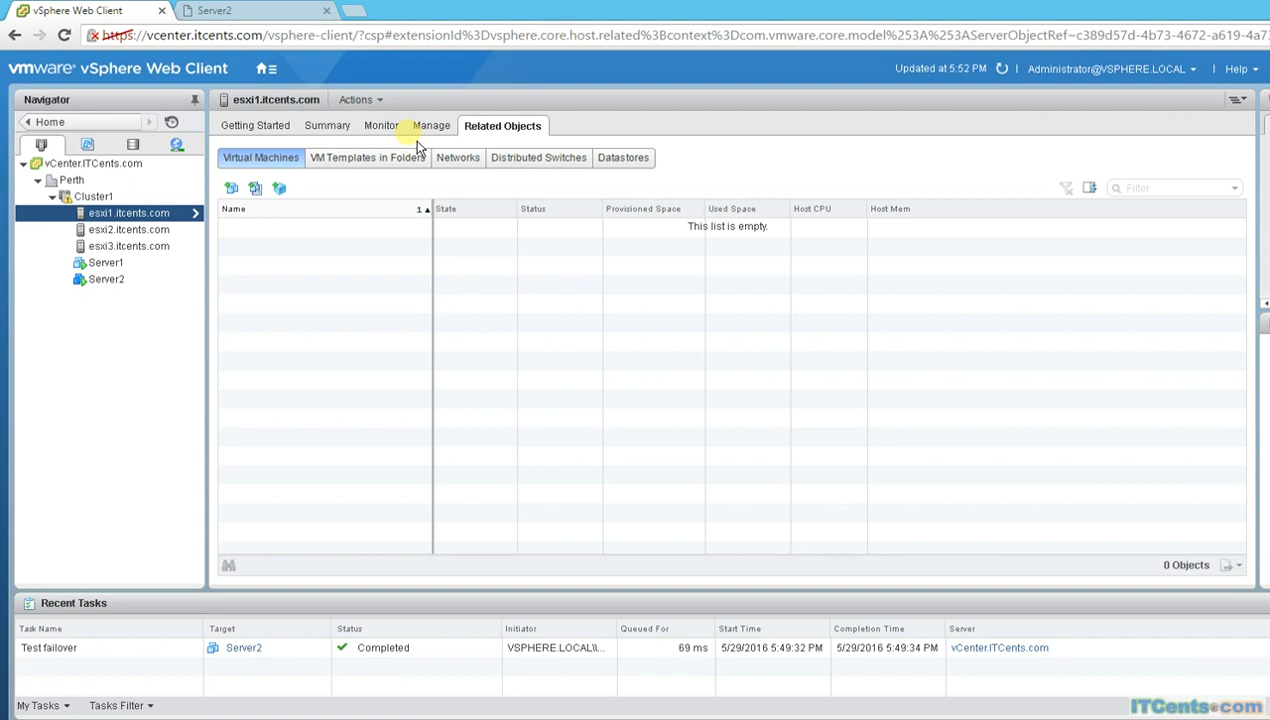 vSphere Web Client
Server2
https://vcenter.itcents.com/vsphere-client/?csp#extensionId%3Dvsphere.core.host.related%3Bcontext%3Dcom.vmware.core.model%253A%253AServerObjectRef~c389d57d-4b73-4672-a619-4a7
vmware® vSphere Web Client
Updated at 5:52 PM
Administrator@VSPHERE.LOCAL
Help
Navigator
esxi1.itcents.com
Actions
Home
Getting Started Summary Monitor Manage Related Objects
Virtual Machines VM Templates in Folders Networks Distributed Switches Datastores
vCenter.ITCents.com
Perth
Cluster1
esxi1.itcents.com
esxi2.itcents.com
esxi3.itcents.com
Server1
Server2
Filter
Name 1 State Status Provisioned Space Used Space Host CPU Host Mem
This list is empty.
0 Objects
Recent Tasks
Task Name Target Status Initiator Queued For Start Time Completion Time Server
Test failover Server2 Completed VSPHERE.LOCAL\\... 69 ms 5/29/2016 5:49:32 PM 5/29/2016 5:49:34 PM vCenter.ITCents.com
My Tasks Tasks Filter
ITCents.com